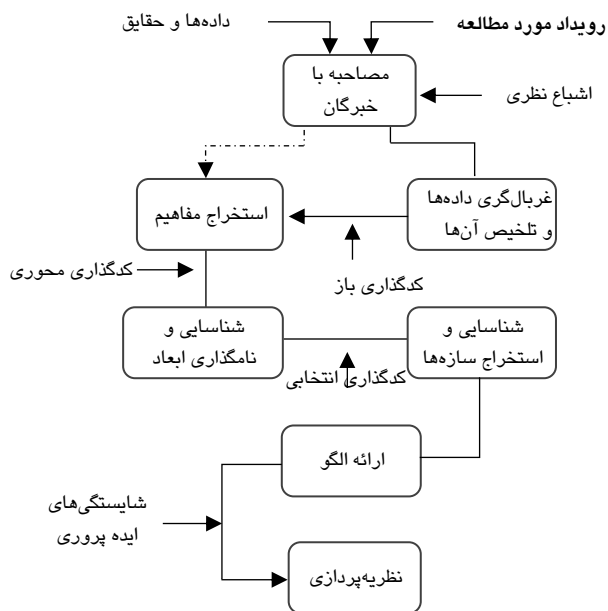 رویداد مورد مطالعه
داده‌ها و حقایق
مصاحبه با
خبرگان
اشباع نظری
غربال‌گری داده‌ها
و تلخیص آن‌ها
استخراج مفاهیم
کدگذاری باز
کدگذاری محوری
شناسایی و
نامگذاری ابعاد
شناسایی و
استخراج سازه‌ها
کدگذاری انتخابی
ارائه الگو
شایستگی‌های
ایده پروری
نظریه‌پردازی